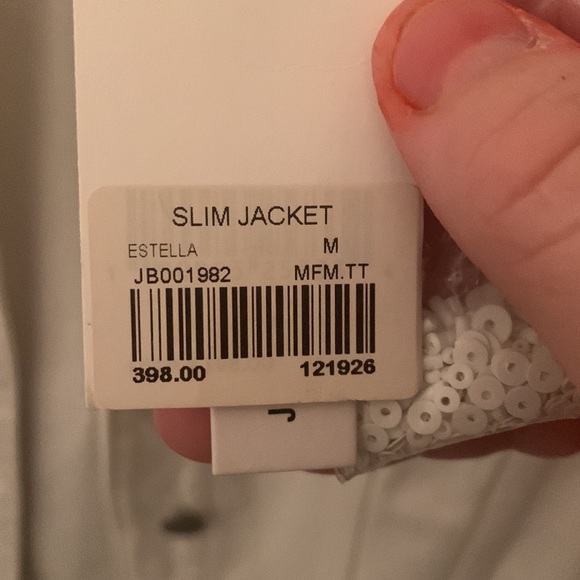 SLIM JACKET
ESTELLA M
JB001982 MFM.TT
398.00 121926
J